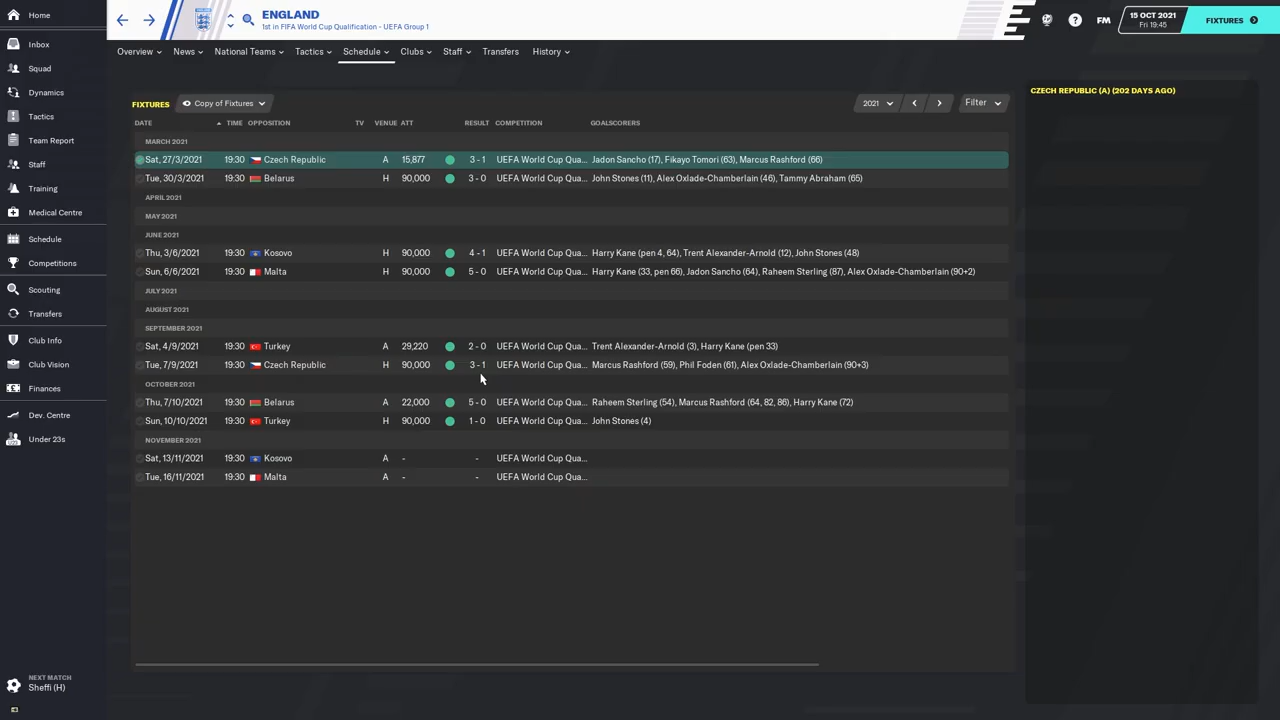 Home
Inbox
Squad
Dynamics
Tactics
Team Report
Staff
Training
Medical Centre
Schedule
Competitions
Scouting
Transfers
Club Info
Club Vision
Finances
Dev. Centre
Under 23s
NEXT MATCH
Sheffi (H)
ENGLAND
1st in FIFA World Cup Qualification - UEFA Group 1
FM
15 OCT 2021
Fri 19:45
FIXTURES
Overview News National Teams Tactics Schedule Clubs Staff Transfers History
FIXTURES Copy of Fixtures 2021 Filter
DATE TIME OPPOSITION TV VENUE ATT RESULT COMPETITION GOALSCORERS
MARCH 2021
Sat, 27/3/2021 19:30 Czech Republic A 15,877 3 - 1 UEFA World Cup Qua... Jadon Sancho (17), Fikayo Tomori (63), Marcus Rashford (66)
Tue, 30/3/2021 19:30 Belarus H 90,000 3 - 0 UEFA World Cup Qua... John Stones (11), Alex Oxlade-Chamberlain (46), Tammy Abraham (65)
APRIL 2021
MAY 2021
JUNE 2021
Thu, 3/6/2021 19:30 Kosovo H 90,000 4 - 1 UEFA World Cup Qua... Harry Kane (pen 4, 64), Trent Alexander-Arnold (12), John Stones (48)
Sun, 6/6/2021 19:30 Malta H 90,000 5 - 0 UEFA World Cup Qua... Harry Kane (33, pen 66), Jadon Sancho (64), Raheem Sterling (87), Alex Oxlade-Chamberlain (90+2)
JULY 2021
AUGUST 2021
SEPTEMBER 2021
Sat, 4/9/2021 19:30 Turkey A 29,220 2 - 0 UEFA World Cup Qua... Trent Alexander-Arnold (3), Harry Kane (pen 33)
Tue, 7/9/2021 19:30 Czech Republic H 90,000 3 - 1 UEFA World Cup Qua... Marcus Rashford (59), Phil Foden (61), Alex Oxlade-Chamberlain (90+3)
OCTOBER 2021
Thu, 7/10/2021 19:30 Belarus A 22,000 5 - 0 UEFA World Cup Qua... Raheem Sterling (54), Marcus Rashford (64, 82, 86), Harry Kane (72)
Sun, 10/10/2021 19:30 Turkey H 90,000 1 - 0 UEFA World Cup Qua... John Stones (4)
NOVEMBER 2021
Sat, 13/11/2021 19:30 Kosovo A - - UEFA World Cup Qua...
Tue, 16/11/2021 19:30 Malta A - - UEFA World Cup Qua...
CZECH REPUBLIC (A) (202 DAYS AGO)